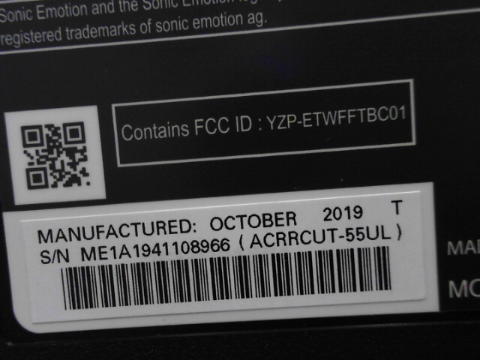 Sonic Emotion and the Sonic Emotion
registered trademarks of sonic emotion ag.
Contains FCC ID : YZP-ETWFFTBC01
MANUFACTURED: OCTOBER 2019 T
S/N ME1A1941108966 ( ACRRCUT-55UL )